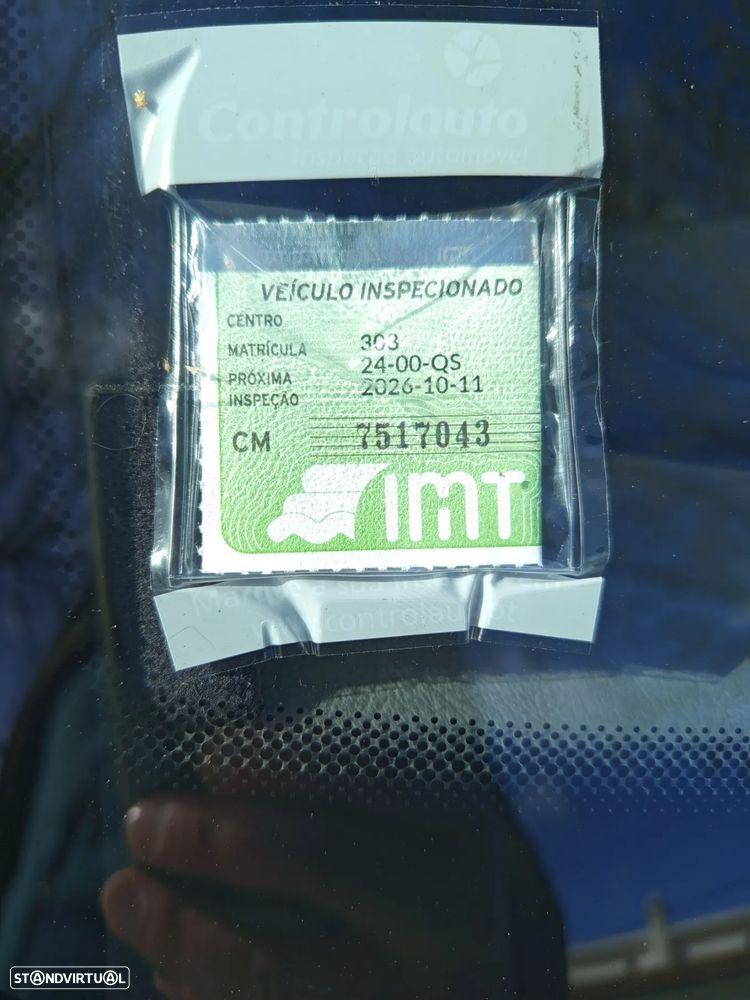 Controlauto
inspeção automóvel
IMT
VEÍCULO INSPECIONADO
CENTRO
303
MATRÍCULA
24-00-QS
PRÓXIMA
INSPEÇÃO
2026-10-11
CM
7517043
IMT
STANDVIRTUAL